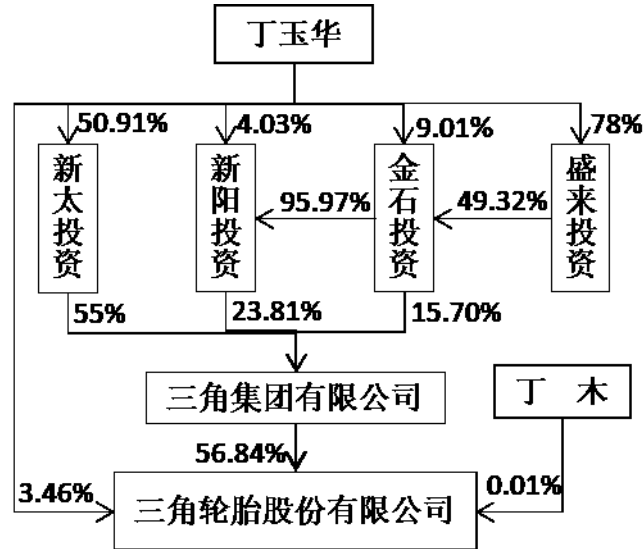 丁玉华
50.91%
4.03%
9.01%
78%
新太投资
新阳投资
95.97%
金石投资
49.32%
盛来投资
55%
23.81%
15.70%
三角集团有限公司
丁 木
56.84%
3.46%
三角轮胎股份有限公司
0.01%